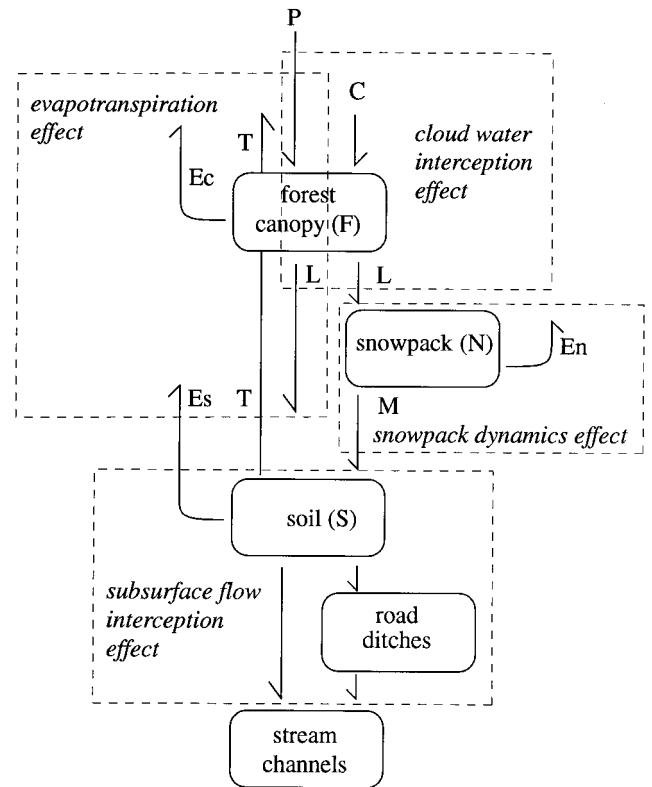 P
evapotranspiration
effect
C
T
cloud water
interception
effect
Ec
forest
canopy (F)
L
L
snowpack (N)
En
Es
T
M
snowpack dynamics effect
soil (S)
subsurface flow
interception
effect
road
ditches
stream
channels